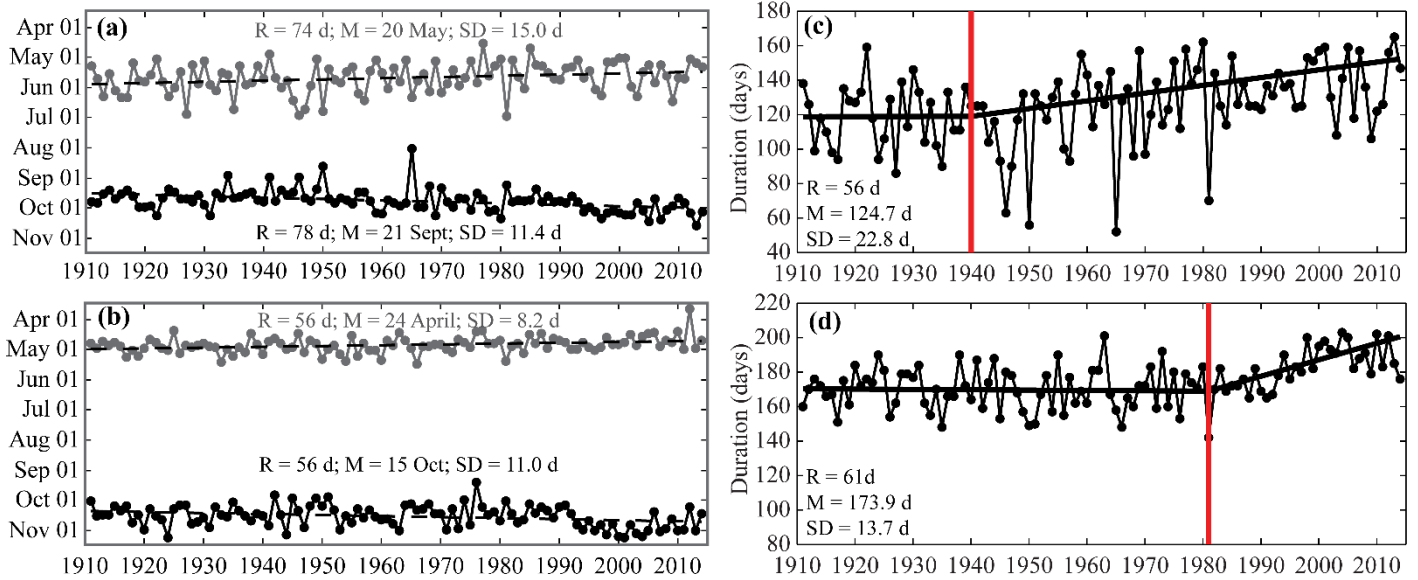 (a)
R = 74 d; M = 20 May; SD = 15.0 d
Apr 01
May 01
Jun 01
Jul 01
Aug 01
Sep 01
Oct 01
Nov 01
R = 78 d; M = 21 Sept; SD = 11.4 d
1910 1920 1930 1940 1950 1960 1970 1980 1990 2000 2010
(b)
R = 56 d; M = 24 April; SD = 8.2 d
Apr 01
May 01
Jun 01
Jul 01
Aug 01
Sep 01
Oct 01
Nov 01
R = 56 d; M = 15 Oct; SD = 11.0 d
1910 1920 1930 1940 1950 1960 1970 1980 1990 2000 2010
(c)
Duration (days)
180
160
140
120
100
80
60
40
R = 56 d
M = 124.7 d
SD = 22.8 d
1910 1920 1930 1940 1950 1960 1970 1980 1990 2000 2010
(d)
Duration (days)
220
200
180
160
140
120
100
80
R = 61d
M = 173.9 d
SD = 13.7 d
1910 1920 1930 1940 1950 1960 1970 1980 1990 2000 2010